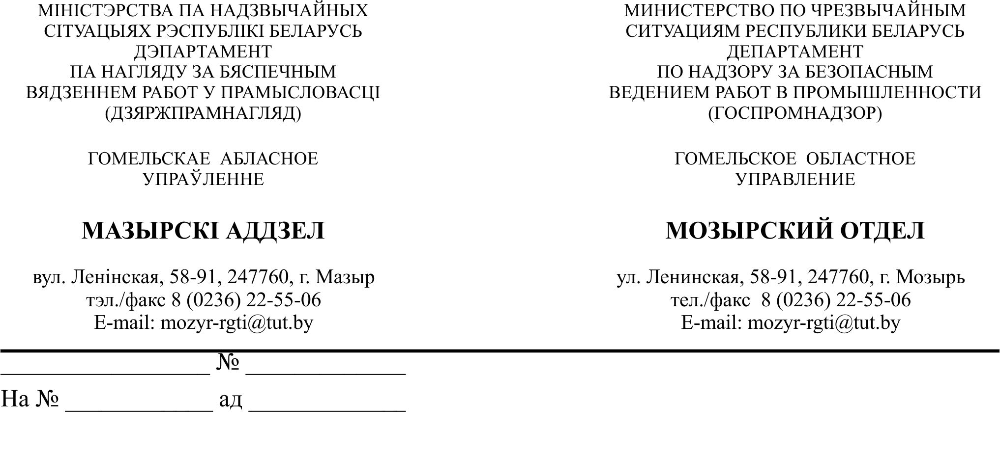 МІНІСТЭРСТВА ПА НАДЗВЫЧАЙНЫХ
СІТУАЦЫЯХ РЭСПУБЛІКІ БЕЛАРУСЬ
ДЭПАРТАМЕНТ
ПА НАГЛЯДУ ЗА БЯСПЕЧНЫМ
ВЯДЗЕННЕМ РАБОТ У ПРАМЫСЛОВАСЦІ
(ДЗЯРЖПРАМНАГЛЯД)
ГОМЕЛЬСКАЕ АБЛАСНОЕ
УПРАЎЛЕННЕ
МАЗЫРСКІ АДДЗЕЛ
вул. Ленінская, 58-91, 247760, г. Мазыр
тэл./факс 8 (0236) 22-55-06
E-mail: mozyr-rgti@tut.by
МИНИСТЕРСТВО ПО ЧРЕЗВЫЧАЙНЫМ
СИТУАЦИЯМ РЕСПУБЛИКИ БЕЛАРУСЬ
ДЕПАРТАМЕНТ
ПО НАДЗОРУ ЗА БЕЗОПАСНЫМ
ВЕДЕНИЕМ РАБОТ В ПРОМЫШЛЕННОСТИ
(ГОСПРОМНАДЗОР)
ГОМЕЛЬСКОЕ ОБЛАСТНОЕ
УПРАВЛЕНИЕ
МОЗЫРСКИЙ ОТДЕЛ
ул. Ленинская, 58-91, 247760, г. Мозырь
тел./факс 8 (0236) 22-55-06
E-mail: mozyr-rgti@tut.by
_________________ № _____________
На № ____________ ад _____________